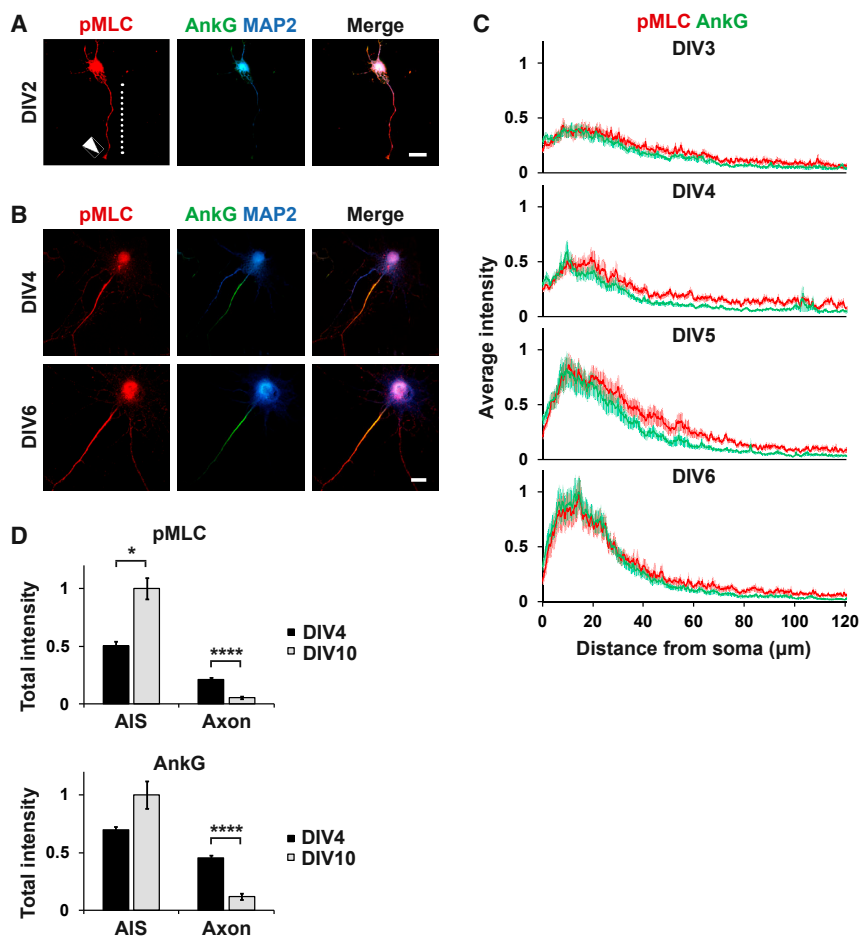 A
pMLC
AnkG MAP2
Merge
DIV2
B
pMLC
AnkG MAP2
Merge
DIV4
DIV6
C
pMLC AnkG
DIV3
1
0.5
0
DIV4
1
0.5
0
DIV5
1
0.5
0
DIV6
1
0.5
0
0 20 40 60 80 100 120
Average intensity
Distance from soma (µm)
D
pMLC
*
1
0.5
0
****
Total intensity
AIS
Axon
DIV4
DIV10
AnkG
1
0.5
0
****
Total intensity
AIS
Axon
DIV4
DIV10